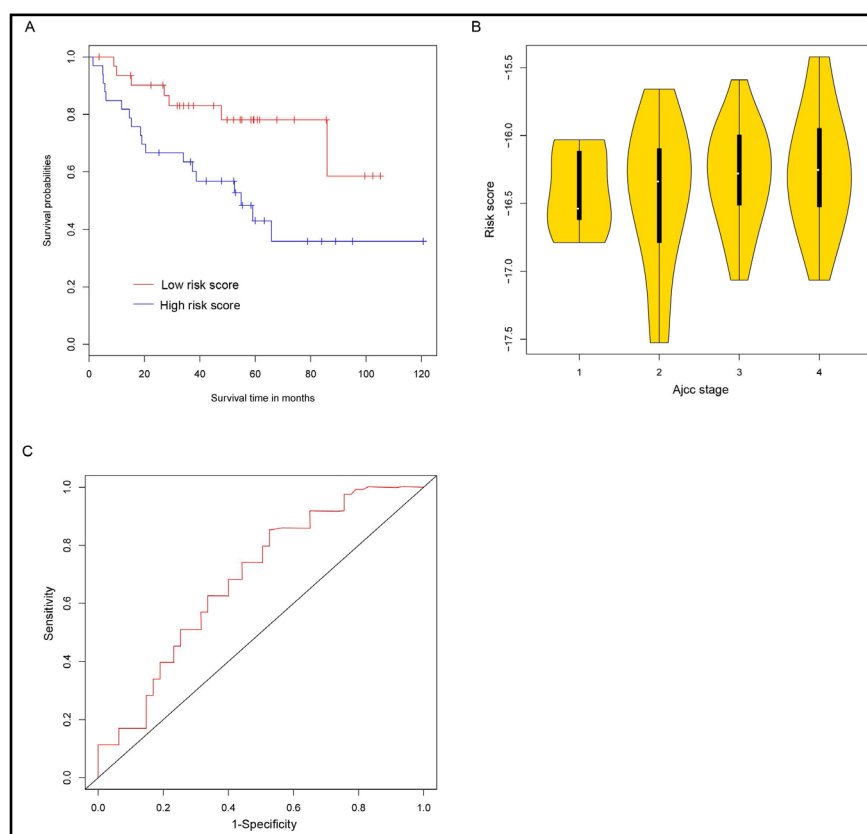 A
Survival probabilities
1.0
0.8
0.6
0.4
0.2
0.0
Low risk score
High risk score
0 20 40 60 80 100 120
Survival time in months
B
Risk score
−15.5
−16.0
−16.5
−17.0
−17.5
1 2 3 4
Ajcc stage
C
Sensitivity
1.0
0.8
0.6
0.4
0.2
0.0
0.0 0.2 0.4 0.6 0.8 1.0
1-Specificity